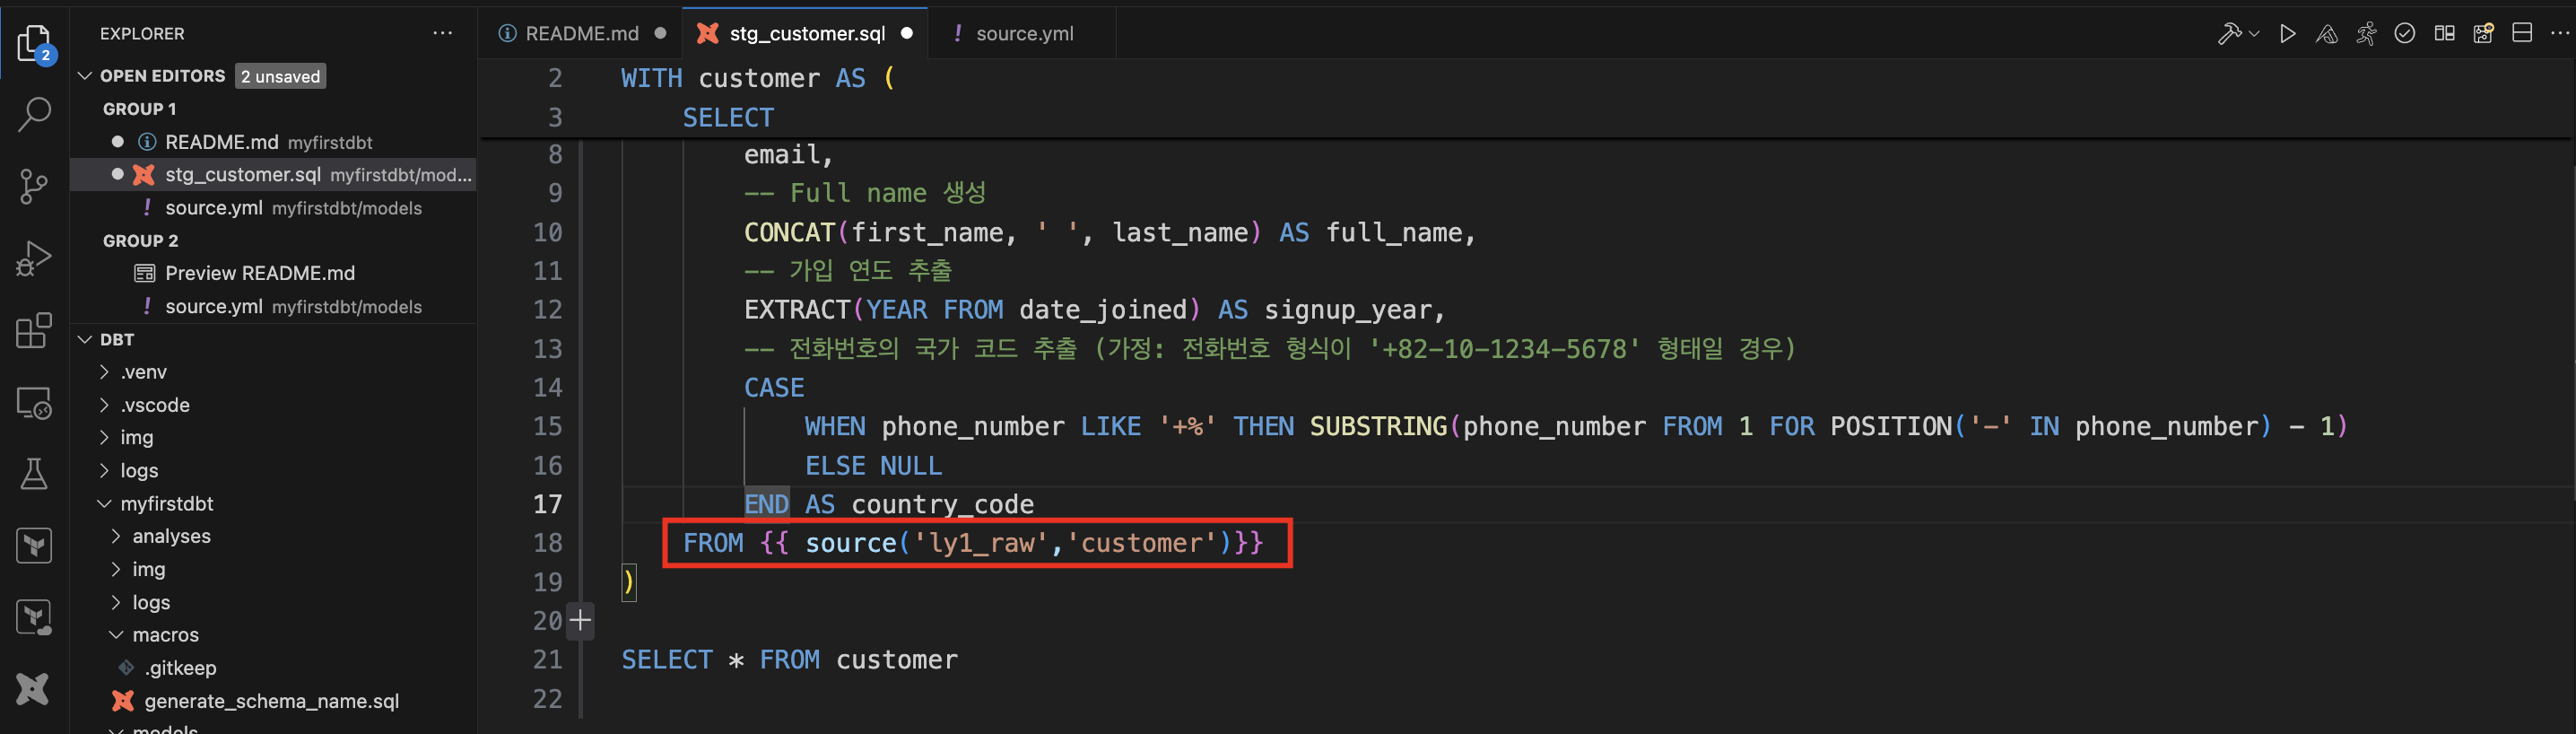 EXPLORER
OPEN EDITORS 2 unsaved
GROUP 1
README.md myfirstdbt
stg_customer.sql myfirstdbt/mod...
! source.yml myfirstdbt/models
GROUP 2
Preview README.md
! source.yml myfirstdbt/models
DBT
.venv
.vscode
img
logs
myfirstdbt
analyses
img
logs
macros
.gitkeep
generate_schema_name.sql
models
2
README.md
stg_customer.sql
! source.yml
2 WITH customer AS (
3 SELECT
8 email,
9 -- Full name 생성
10 CONCAT(first_name, ' ', last_name) AS full_name,
11 -- 가입 연도 추출
12 EXTRACT(YEAR FROM date_joined) AS signup_year,
13 -- 전화번호의 국가 코드 추출 (가정: 전화번호 형식이 '+82-10-1234-5678' 형태일 경우)
14 CASE
15 WHEN phone_number LIKE '+%' THEN SUBSTRING(phone_number FROM 1 FOR POSITION('-' IN phone_number) - 1)
16 ELSE NULL
17 END AS country_code
18 FROM {{ source('ly1_raw','customer')}}
19 )
20
21 SELECT * FROM customer
22